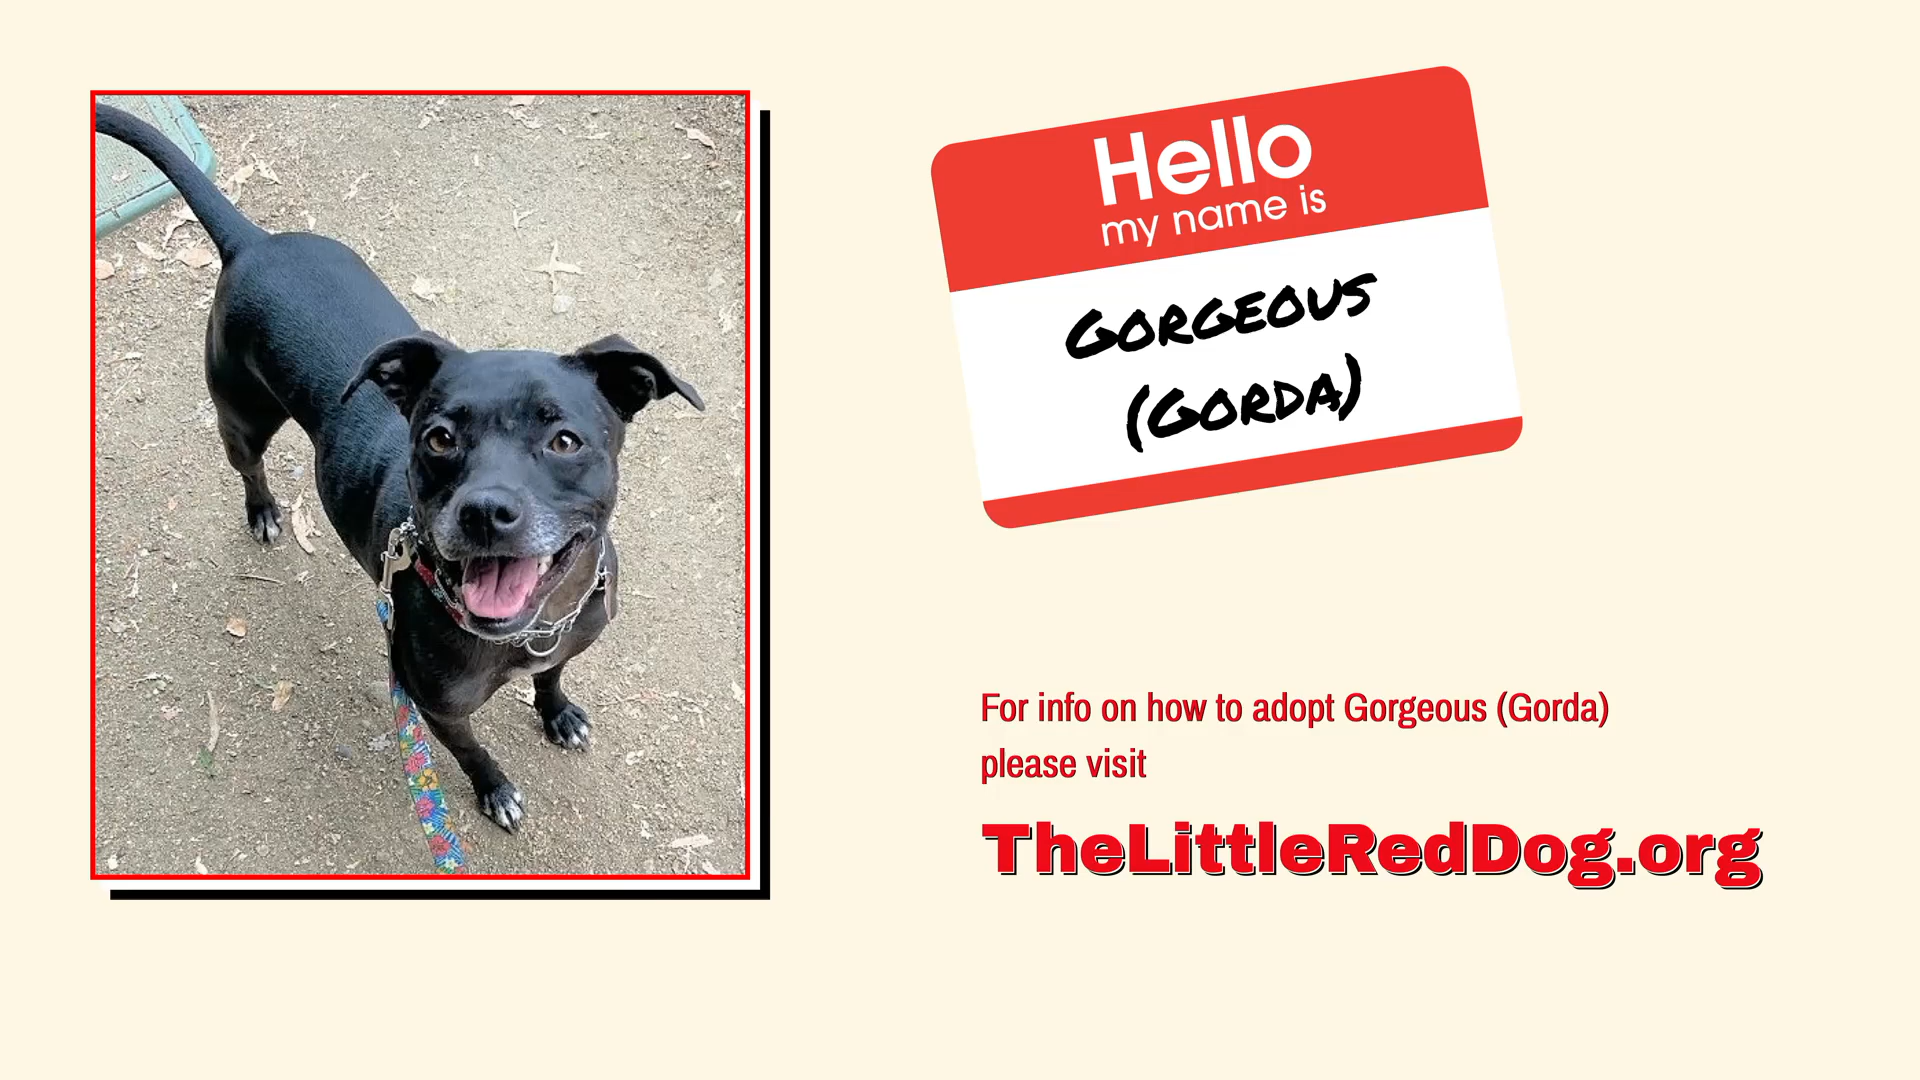 Hello
my name is
GORGEOUS
(GORDA)
For info on how to adopt Gorgeous (Gorda)
please visit
TheLittleRedDog.org